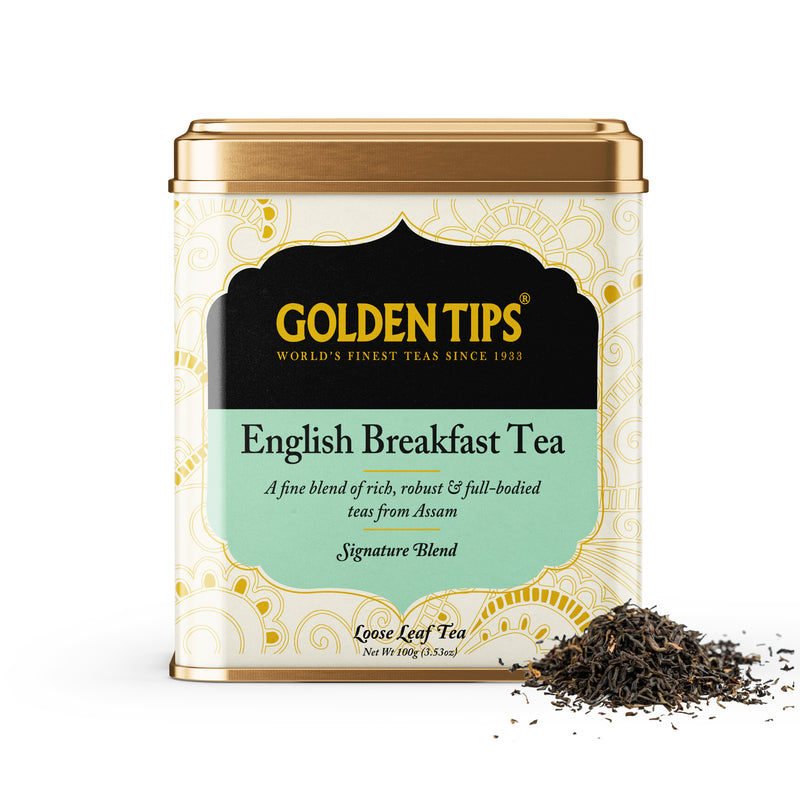 GOLDEN TIPS®
WORLD'S FINEST TEAS SINCE 1933
English Breakfast Tea
A fine blend of rich, robust & full-bodied
teas from Assam
Signature Blend
Loose Leaf Tea
Net Wt 100g (3.53oz)